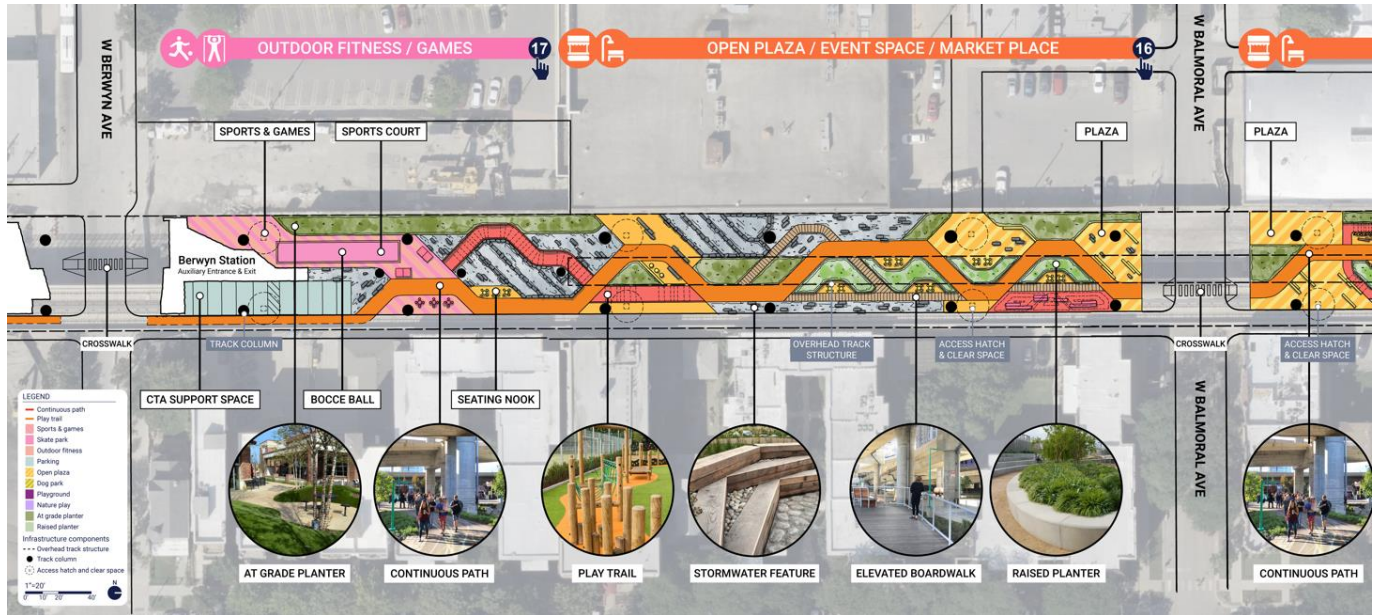 OUTDOOR FITNESS / GAMES
17
OPEN PLAZA / EVENT SPACE / MARKET PLACE
16
W BERWYN AVE
W BALMORAL AVE
SPORTS & GAMES
SPORTS COURT
PLAZA
PLAZA
Berwyn Station
Auxiliary Entrance & Exit
CROSSWALK
TRACK COLUMN
OVERHEAD TRACK
STRUCTURE
ACCESS HATCH
& CLEAR SPACE
CROSSWALK
ACCESS HATCH
& CLEAR SPACE
CTA SUPPORT SPACE
BOCCE BALL
SEATING NOOK
W BALMORAL AVE
LEGEND
Continuous path
Play trail
Sports & games
Skate park
Outdoor fitness
Parking
Open plaza
Dog park
Playground
Nature play
At grade planter
Raised planter
Infrastructure components
Overhead track structure
Track column
Access hatch and clear space
1"=20'
N
0' 10' 20' 40'
AT GRADE PLANTER
CONTINUOUS PATH
PLAY TRAIL
STORMWATER FEATURE
ELEVATED BOARDWALK
RAISED PLANTER
CONTINUOUS PATH